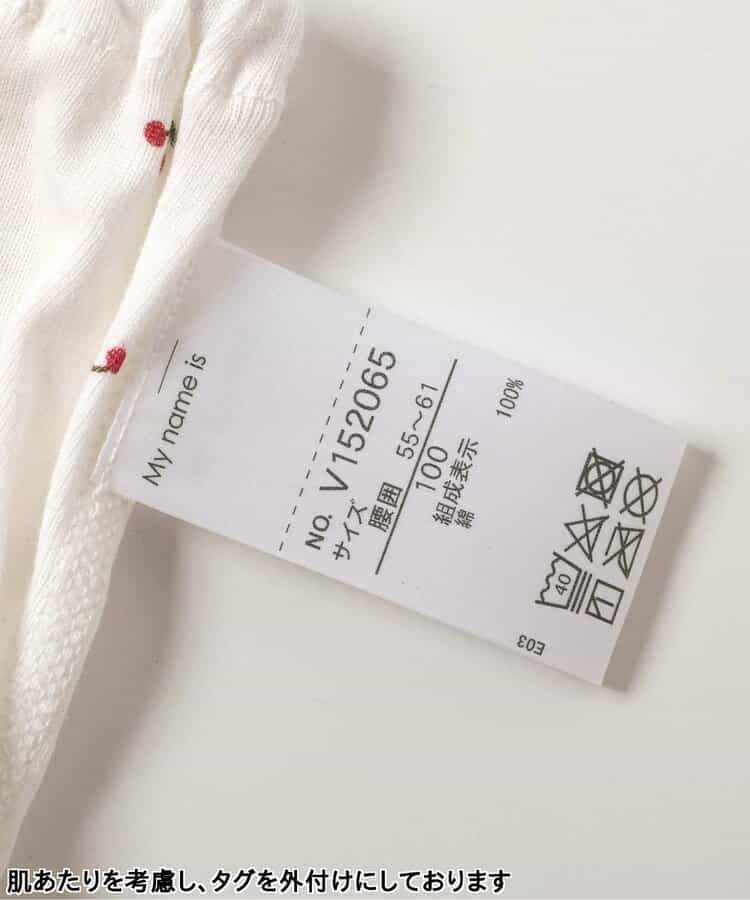 My name is
NO. V152065
サイズ
腰囲 55～61
100
組成表示
綿 100%
40
E03
肌あたりを考慮し、タグを外付けにしております